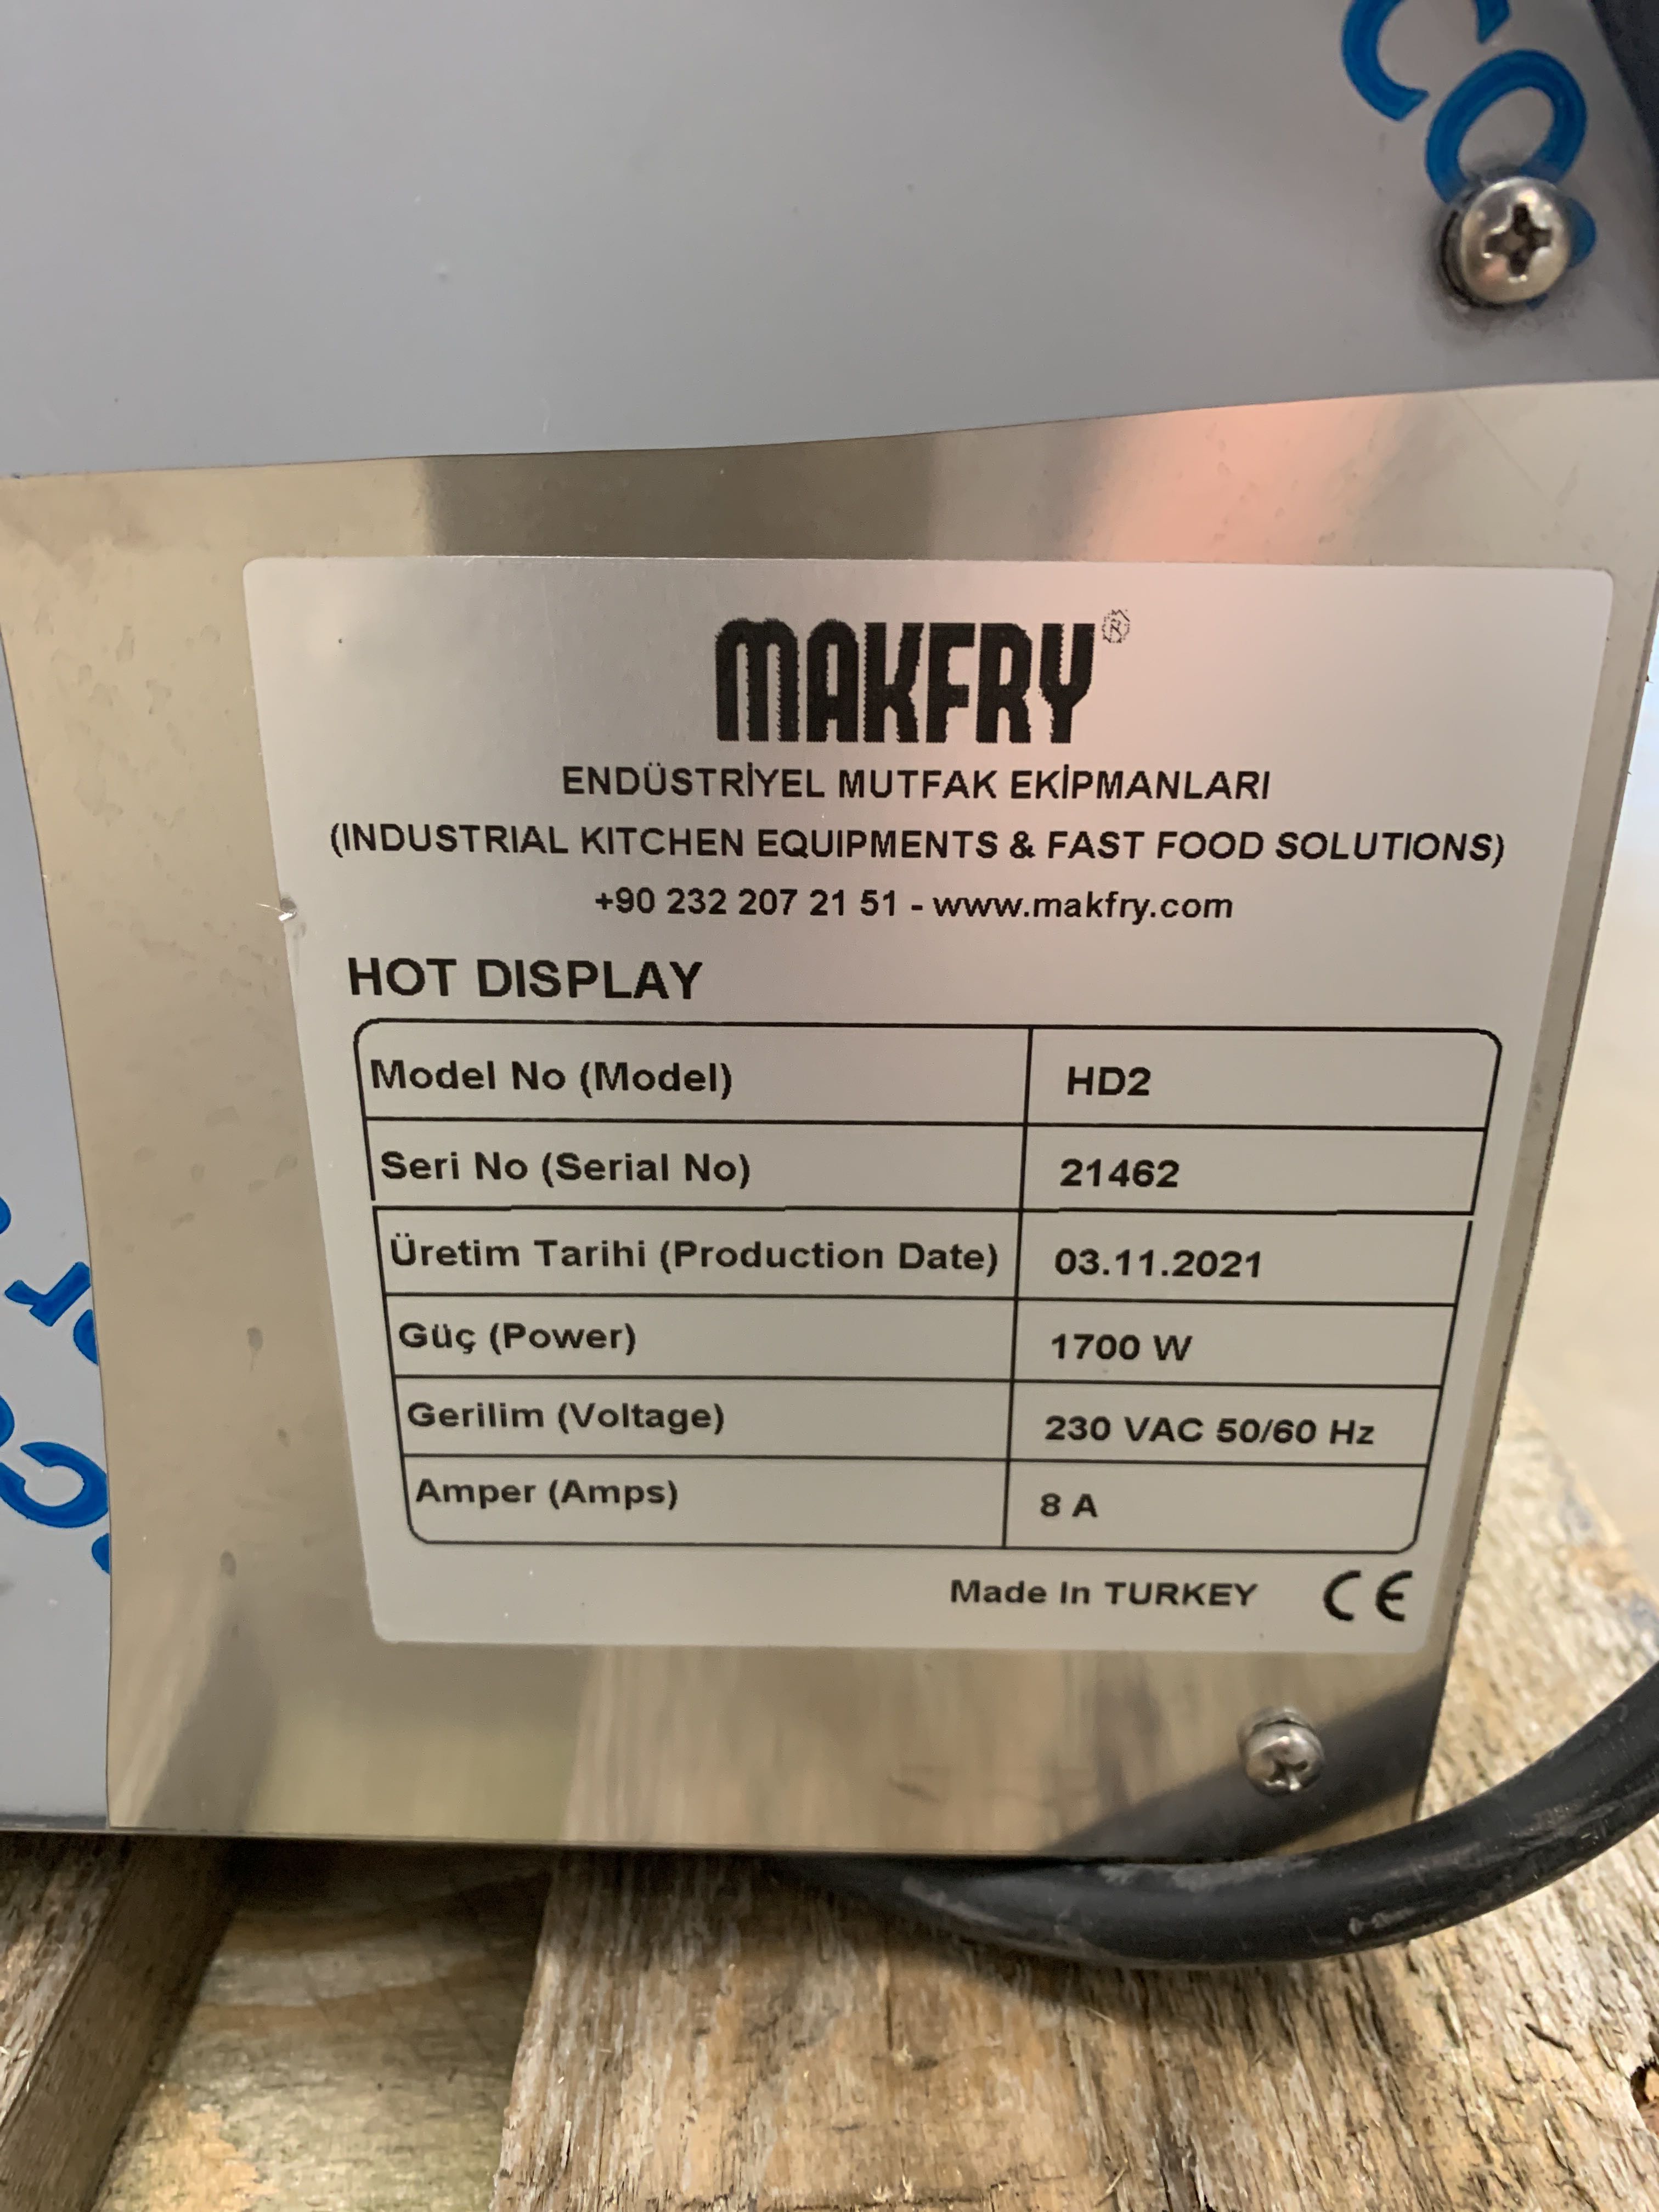 MAKFRY®
ENDÜSTRİYEL MUTFAK EKİPMANLARI
(INDUSTRIAL KITCHEN EQUIPMENTS & FAST FOOD SOLUTIONS)
+90 232 207 21 51 - www.makfry.com
HOT DISPLAY
Model No (Model) HD2
Seri No (Serial No) 21462
Üretim Tarihi (Production Date) 03.11.2021
Güç (Power) 1700 W
Gerilim (Voltage) 230 VAC 50/60 Hz
Amper (Amps) 8 A
Made In TURKEY CE